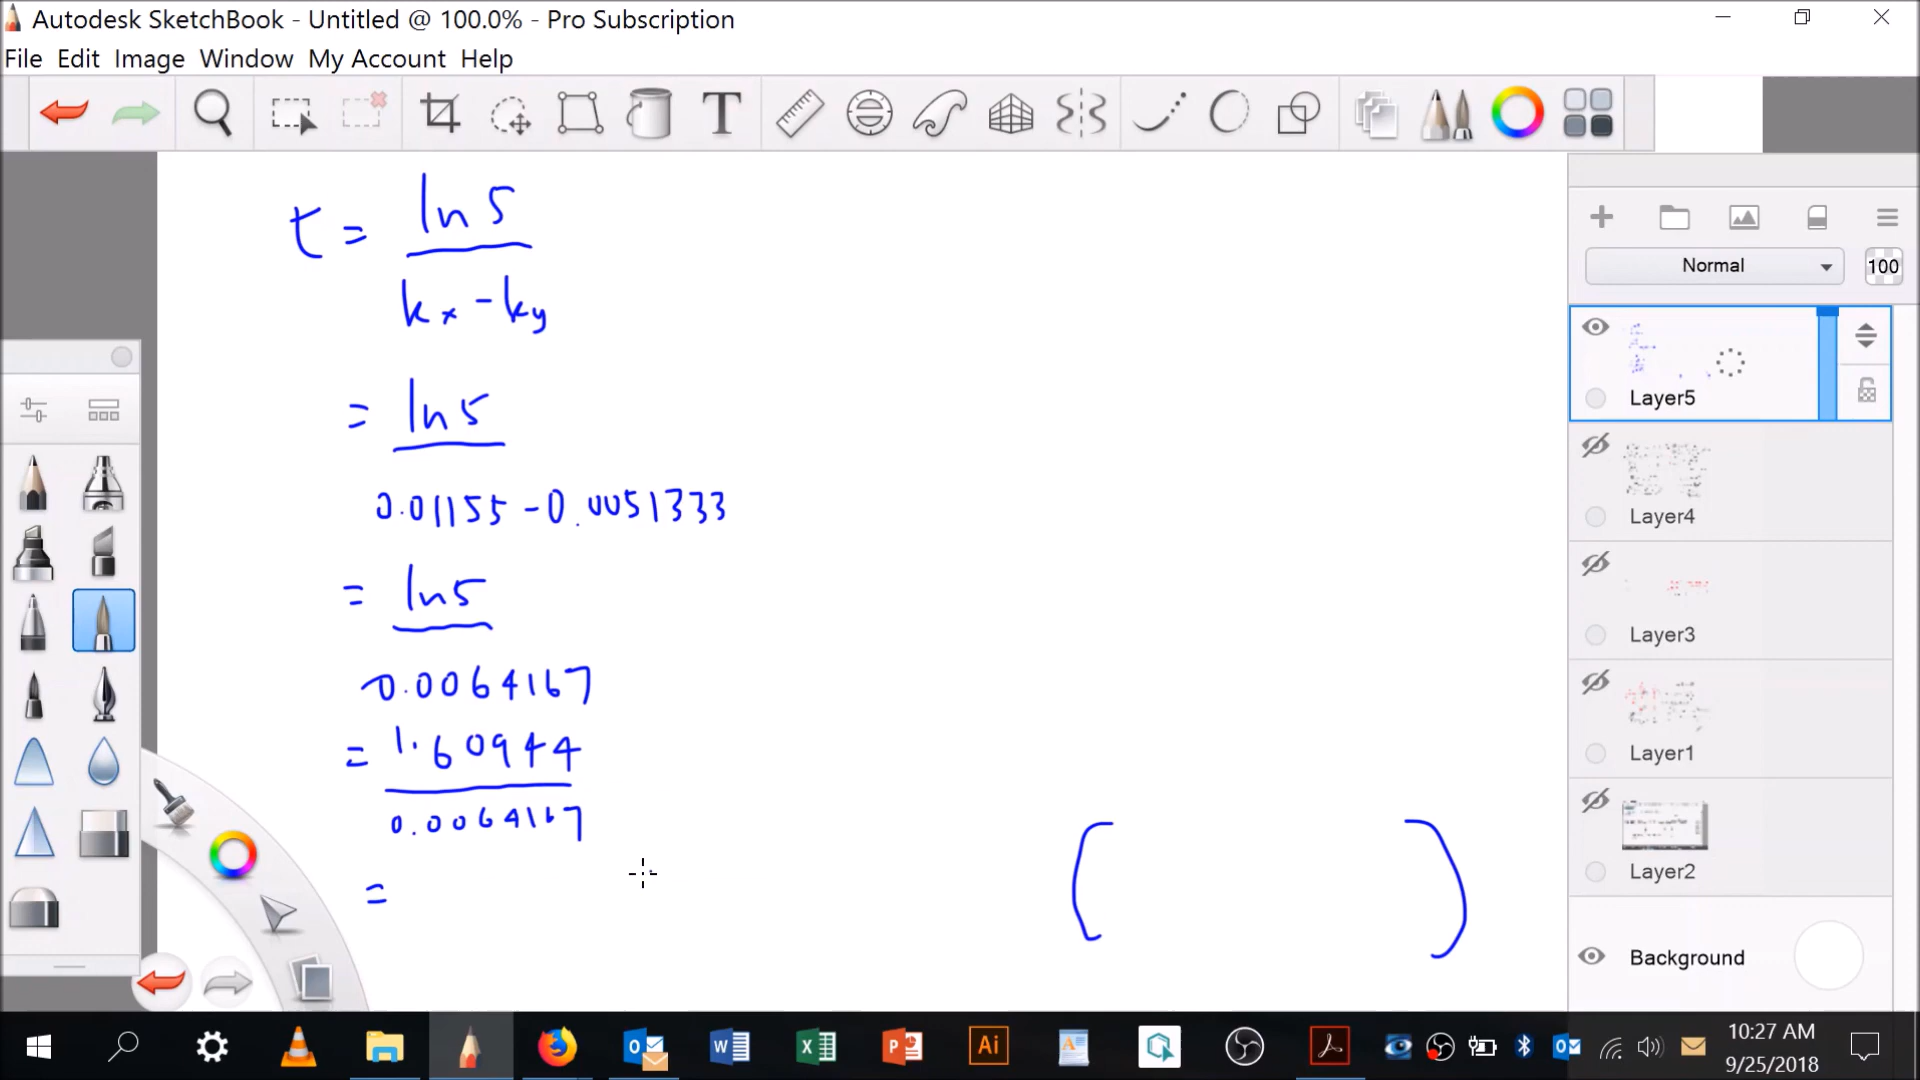 Autodesk SketchBook - Untitled @ 100.0% - Pro Subscription
File Edit Image Window My Account Help
t = ln 5
kx - ky
= ln 5
0.01155 - 0.0051333
= ln 5
0.0064167
= 1.60944
0.0064167
=
( )
Normal 100
Layer5
Layer4
Layer3
Layer1
Layer2
Background
10:27 AM
9/25/2018